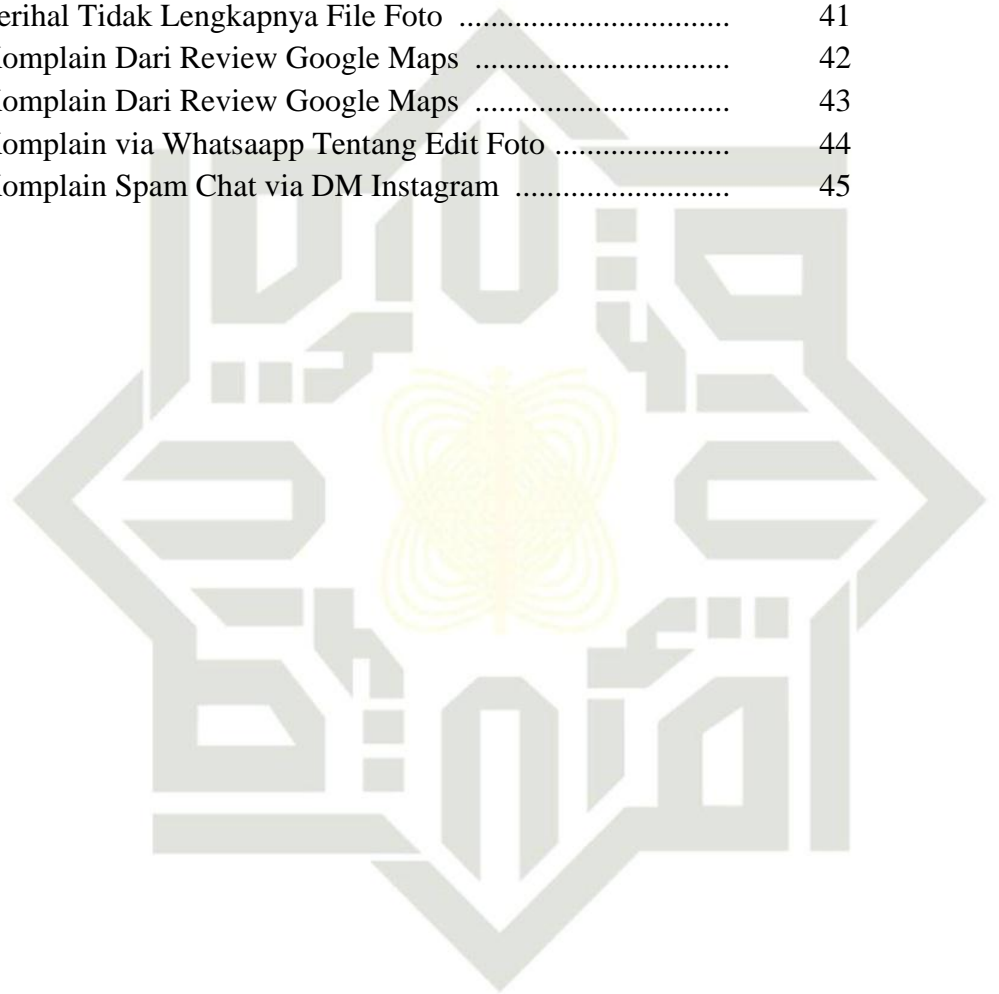 erihal Tidak Lengkapnya File Foto ................................ 41
omplain Dari Review Google Maps .............................. 42
omplain Dari Review Google Maps .............................. 43
omplain via Whatsaapp Tentang Edit Foto ..................... 44
omplain Spam Chat via DM Instagram ......................... 45